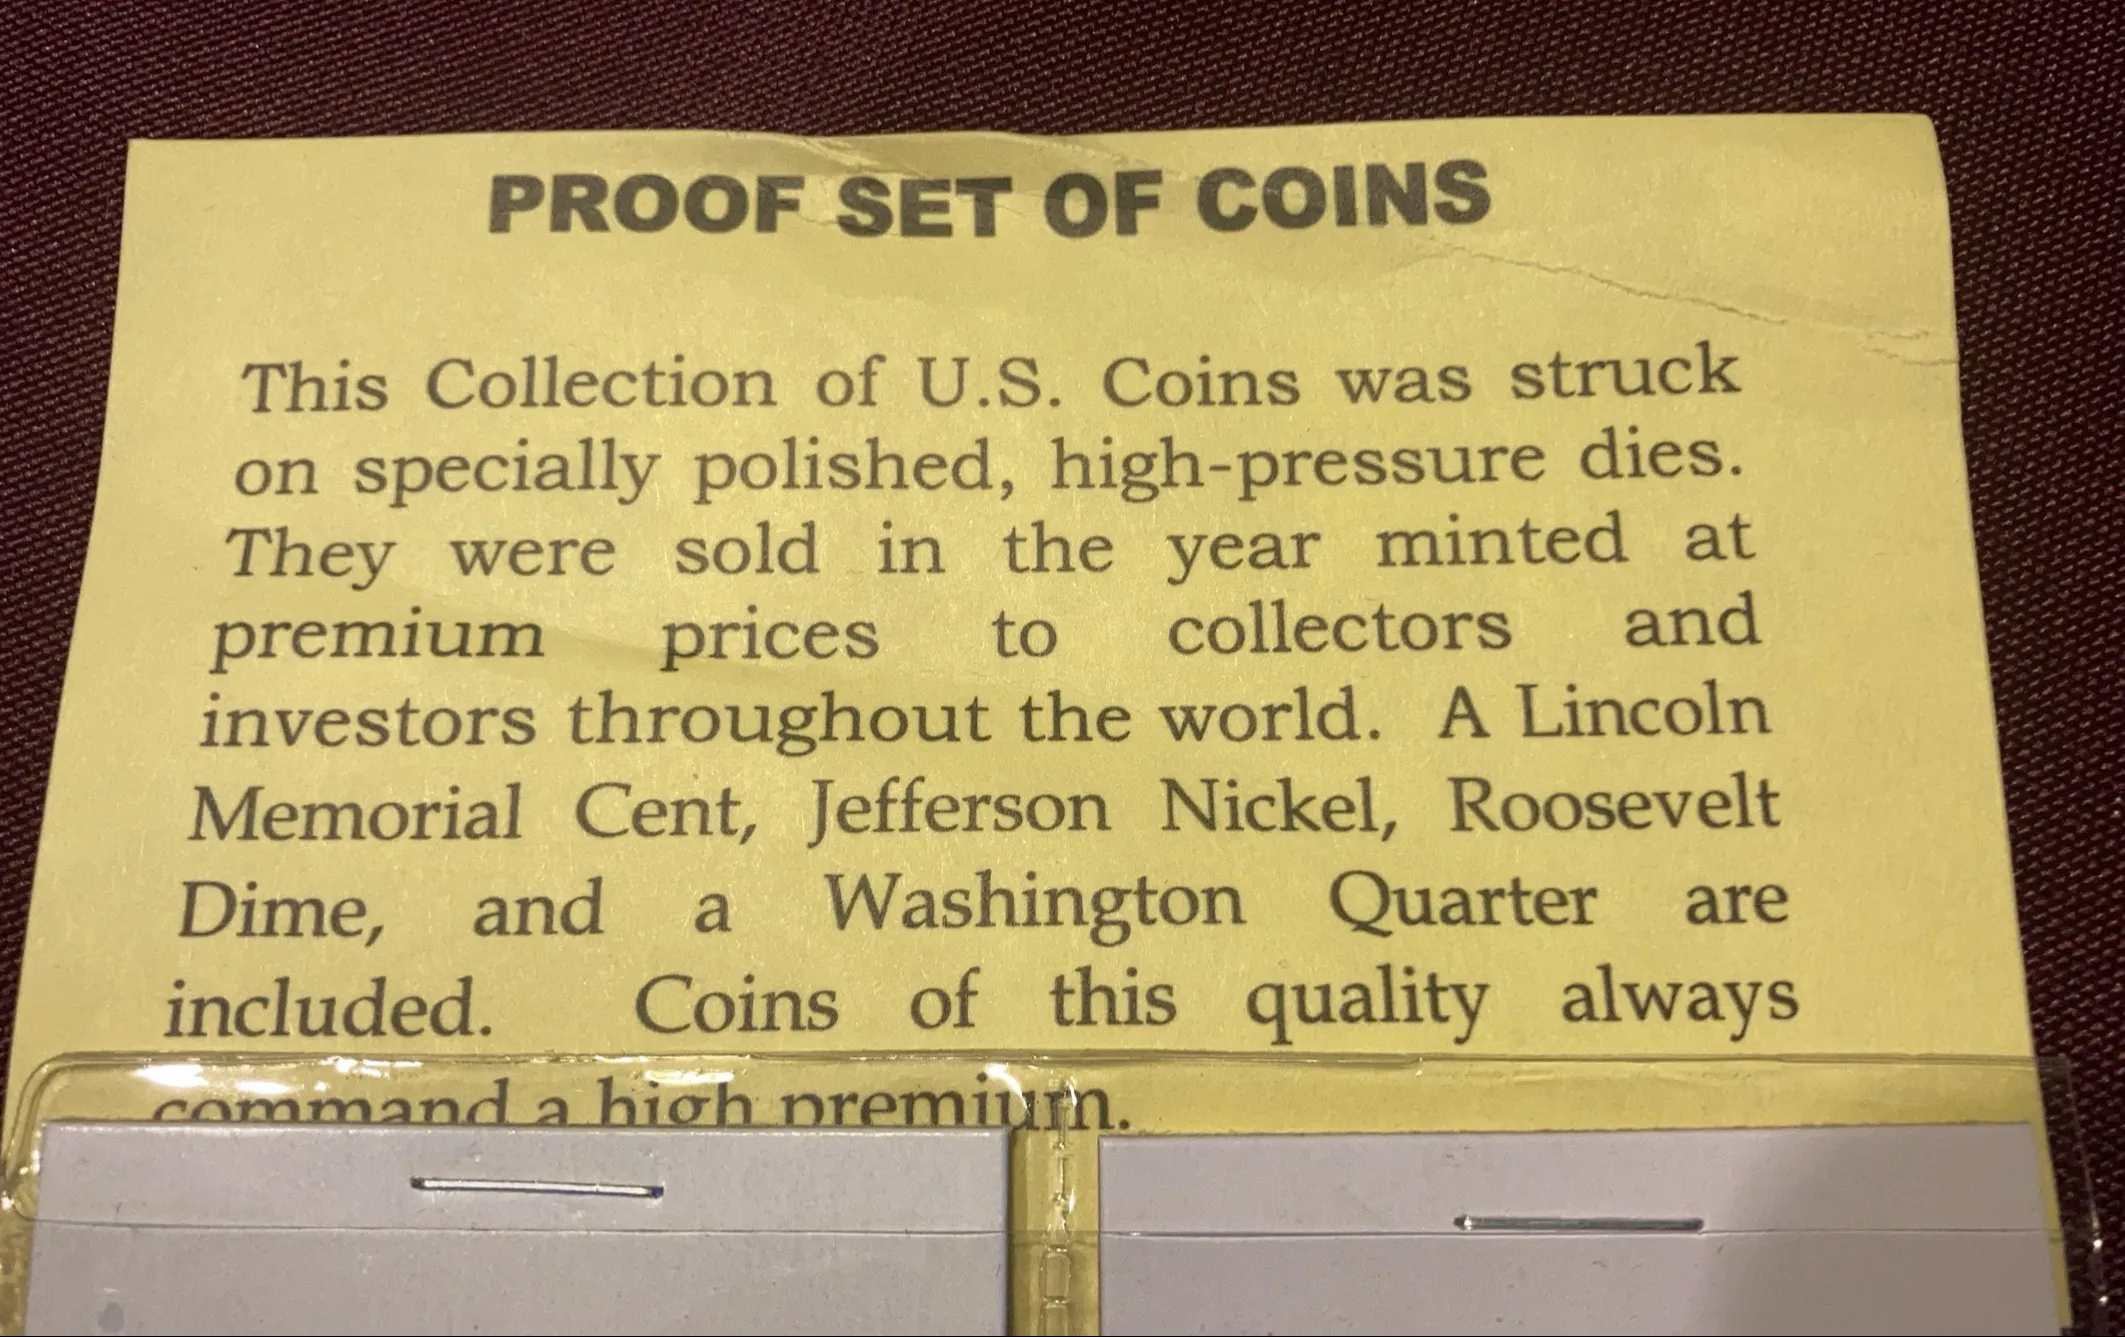 PROOF SET OF COINS
This Collection of U.S. Coins was struck
on specially polished, high-pressure dies.
They were sold in the year minted at
premium prices to collectors and
investors throughout the world. A Lincoln
Memorial Cent, Jefferson Nickel, Roosevelt
Dime, and a Washington Quarter are
included. Coins of this quality always
command a high premium.